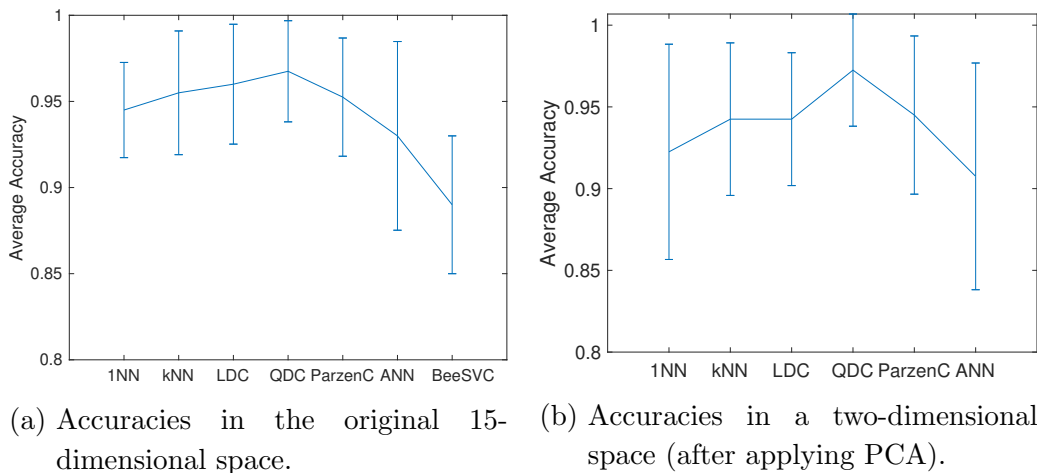 1
0.95
0.9
0.85
0.8
Average Accuracy
1NN kNN LDC QDC ParzenC ANN BeeSVC
(a) Accuracies in the original 15-
dimensional space.
1
0.95
0.9
0.85
0.8
Average Accuracy
1NN kNN LDC QDC ParzenC ANN
(b) Accuracies in a two-dimensional
space (after applying PCA).